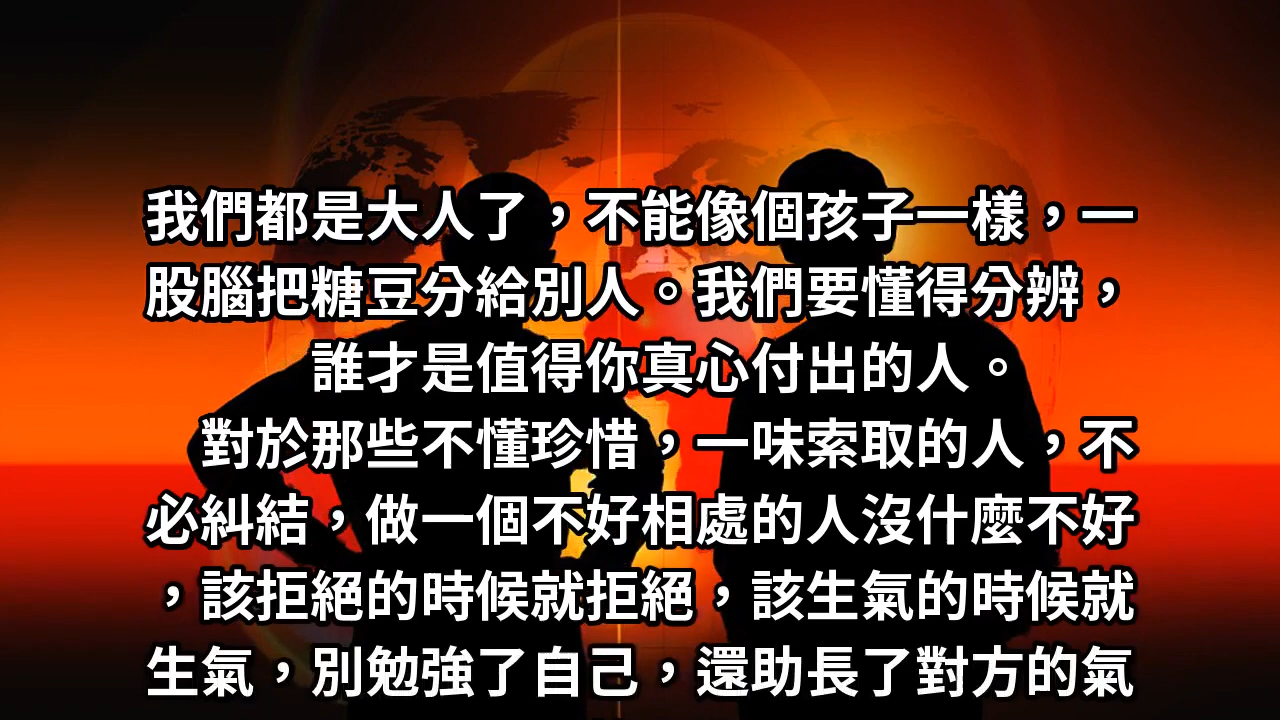 我們都是大人了，不能像個孩子一樣，一
股腦把糖豆分給別人。我們要懂得分辨，
誰才是值得你真心付出的人。
對於那些不懂珍惜，一味索取的人，不
必糾結，做一個不好相處的人沒什麼不好
，該拒絕的時候就拒絕，該生氣的時候就
生氣，別勉強了自己，還助長了對方的氣